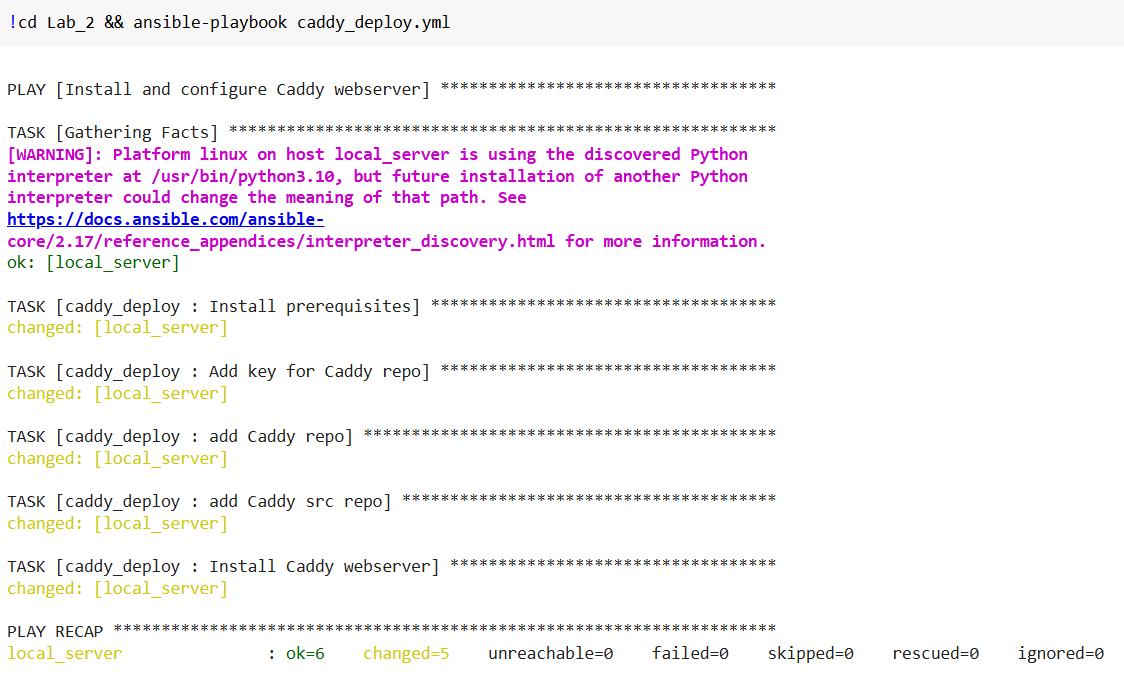 !cd Lab_2 && ansible-playbook caddy_deploy.yml
PLAY [Install and configure Caddy webserver] ***********************************
TASK [Gathering Facts] *********************************************************
[WARNING]: Platform linux on host local_server is using the discovered Python
interpreter at /usr/bin/python3.10, but future installation of another Python
interpreter could change the meaning of that path. See
https://docs.ansible.com/ansible-
core/2.17/reference_appendices/interpreter_discovery.html for more information.
ok: [local_server]
TASK [caddy_deploy : Install prerequisites] ************************************
changed: [local_server]
TASK [caddy_deploy : Add key for Caddy repo] ***********************************
changed: [local_server]
TASK [caddy_deploy : add Caddy repo] *******************************************
changed: [local_server]
TASK [caddy_deploy : add Caddy src repo] ***************************************
changed: [local_server]
TASK [caddy_deploy : Install Caddy webserver] **********************************
changed: [local_server]
PLAY RECAP *********************************************************************
local_server               : ok=6    changed=5    unreachable=0    failed=0    skipped=0    rescued=0    ignored=0